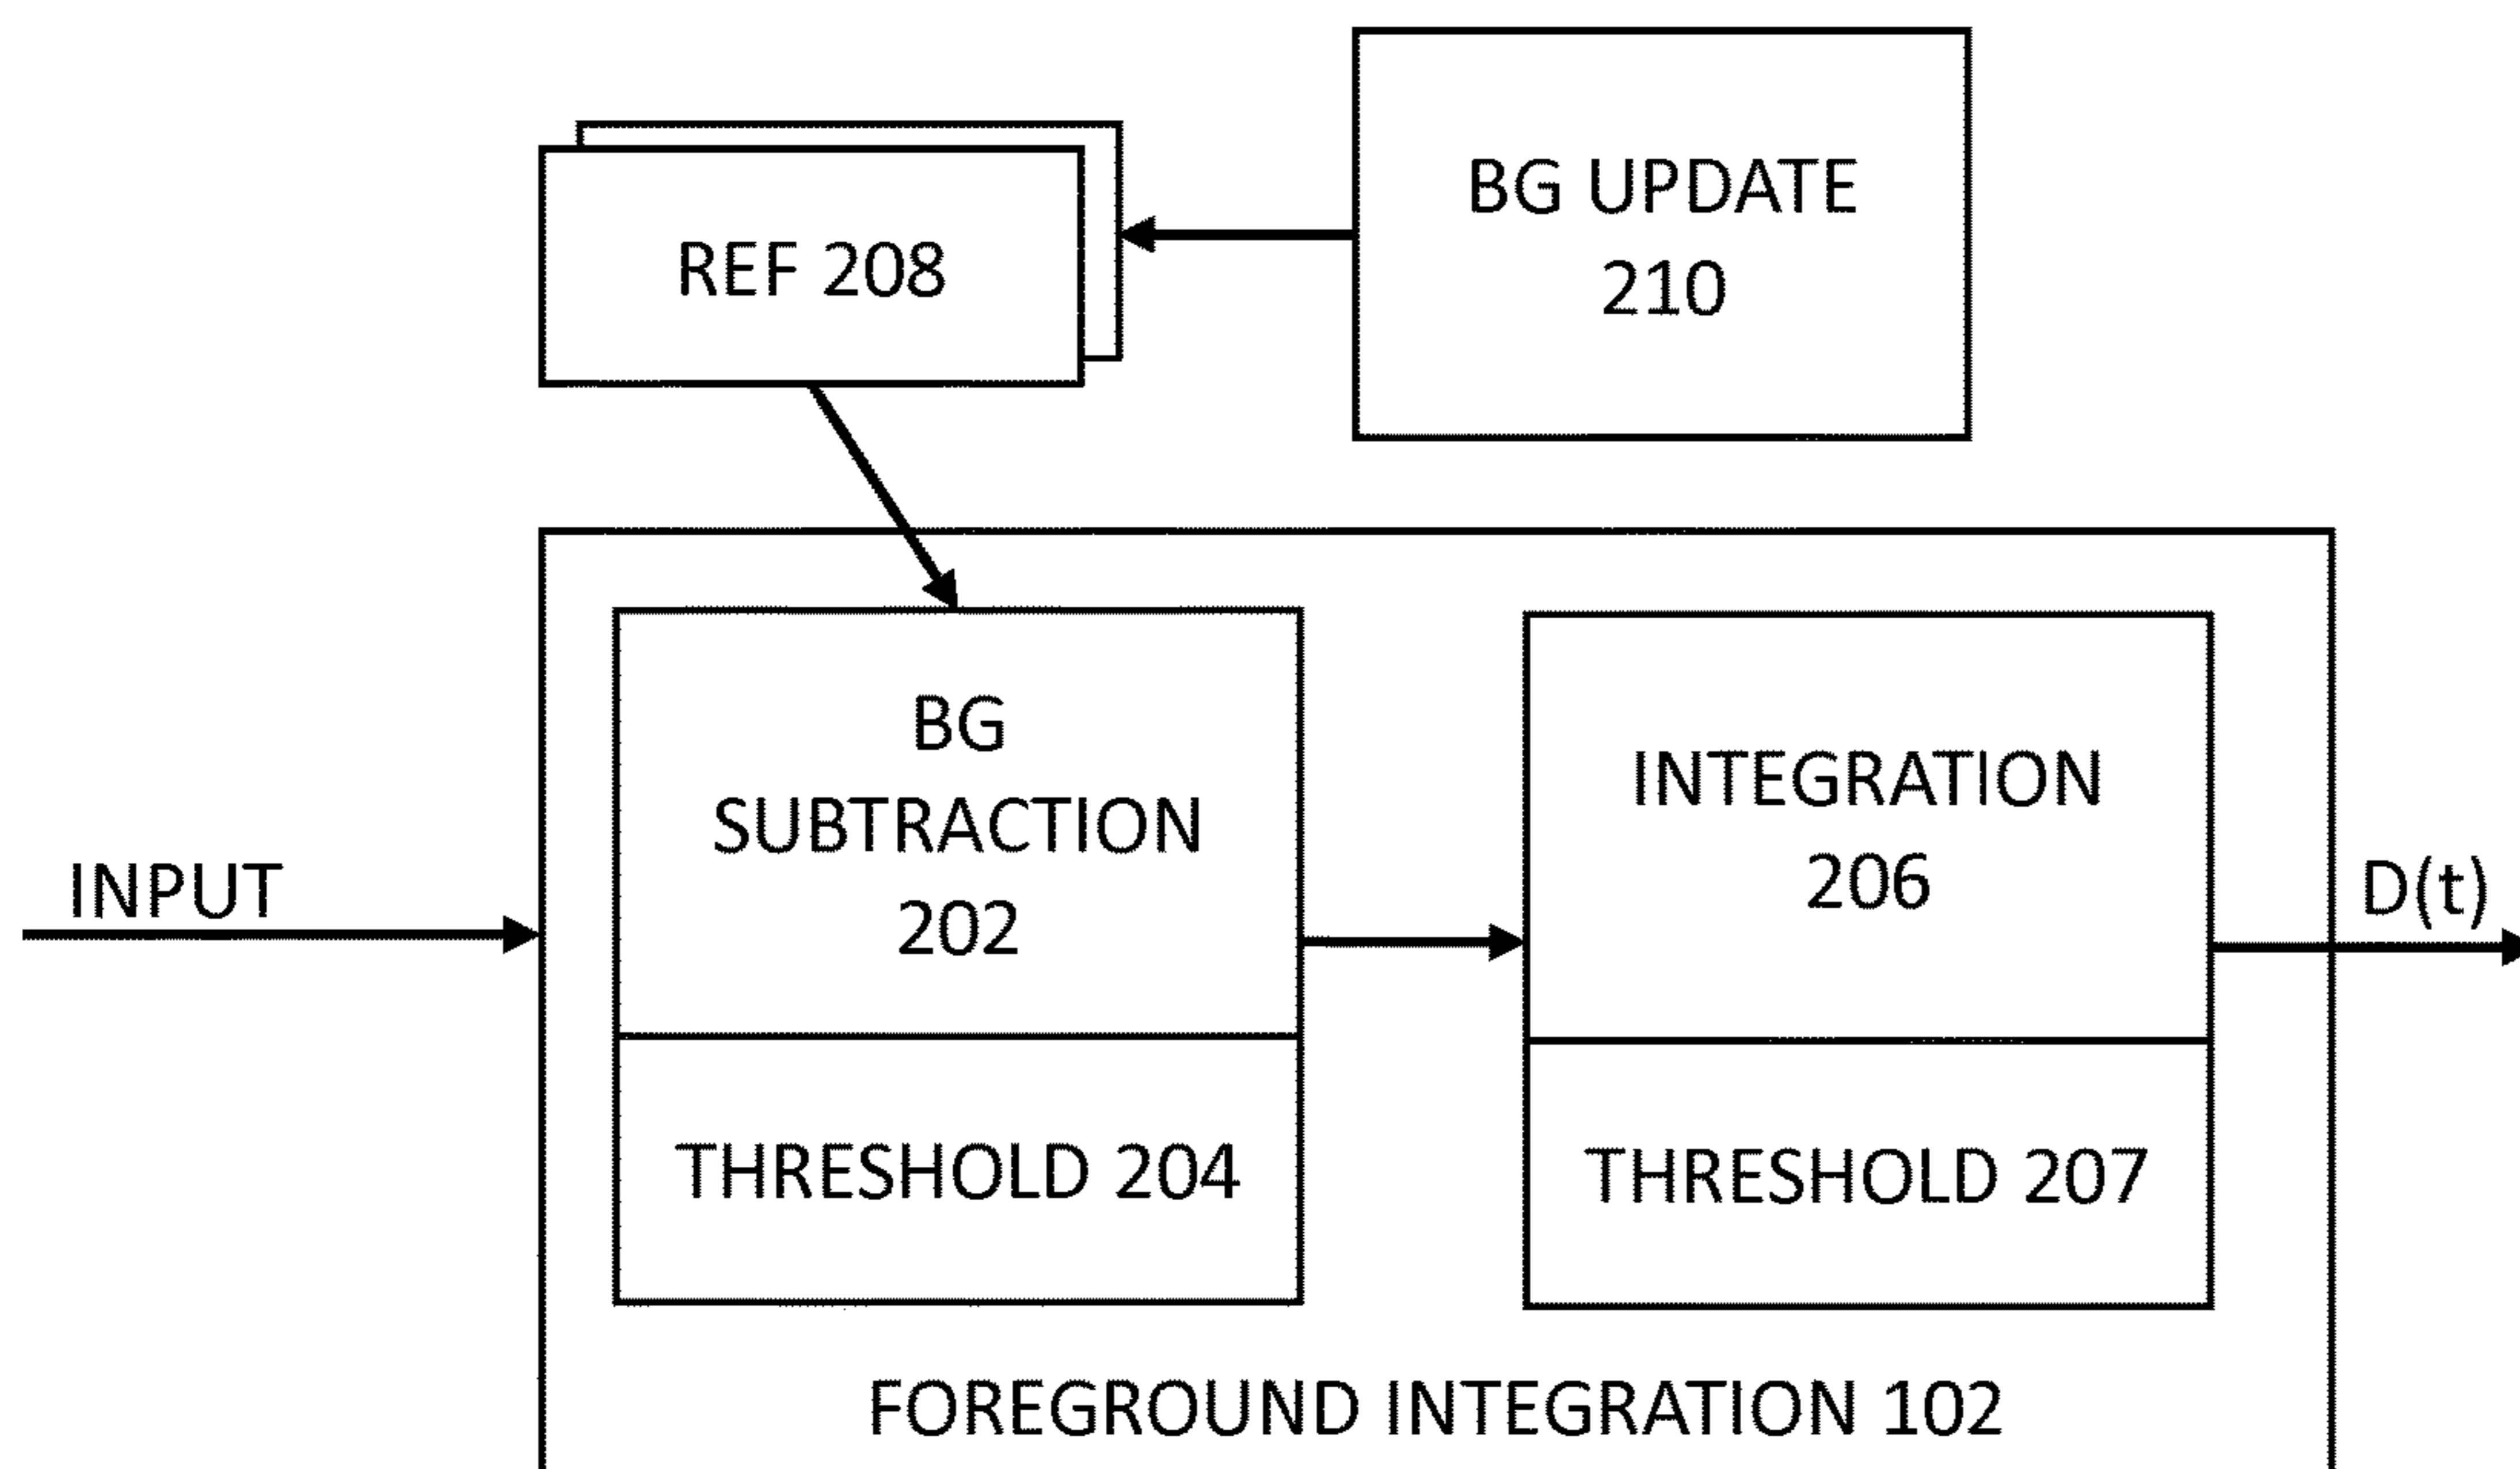 BG UPDATE
210
REF 208
BG
SUBTRACTION
202
THRESHOLD 204
INTEGRATION
206
THRESHOLD 207
INPUT
D(t)
FOREGROUND INTEGRATION 102